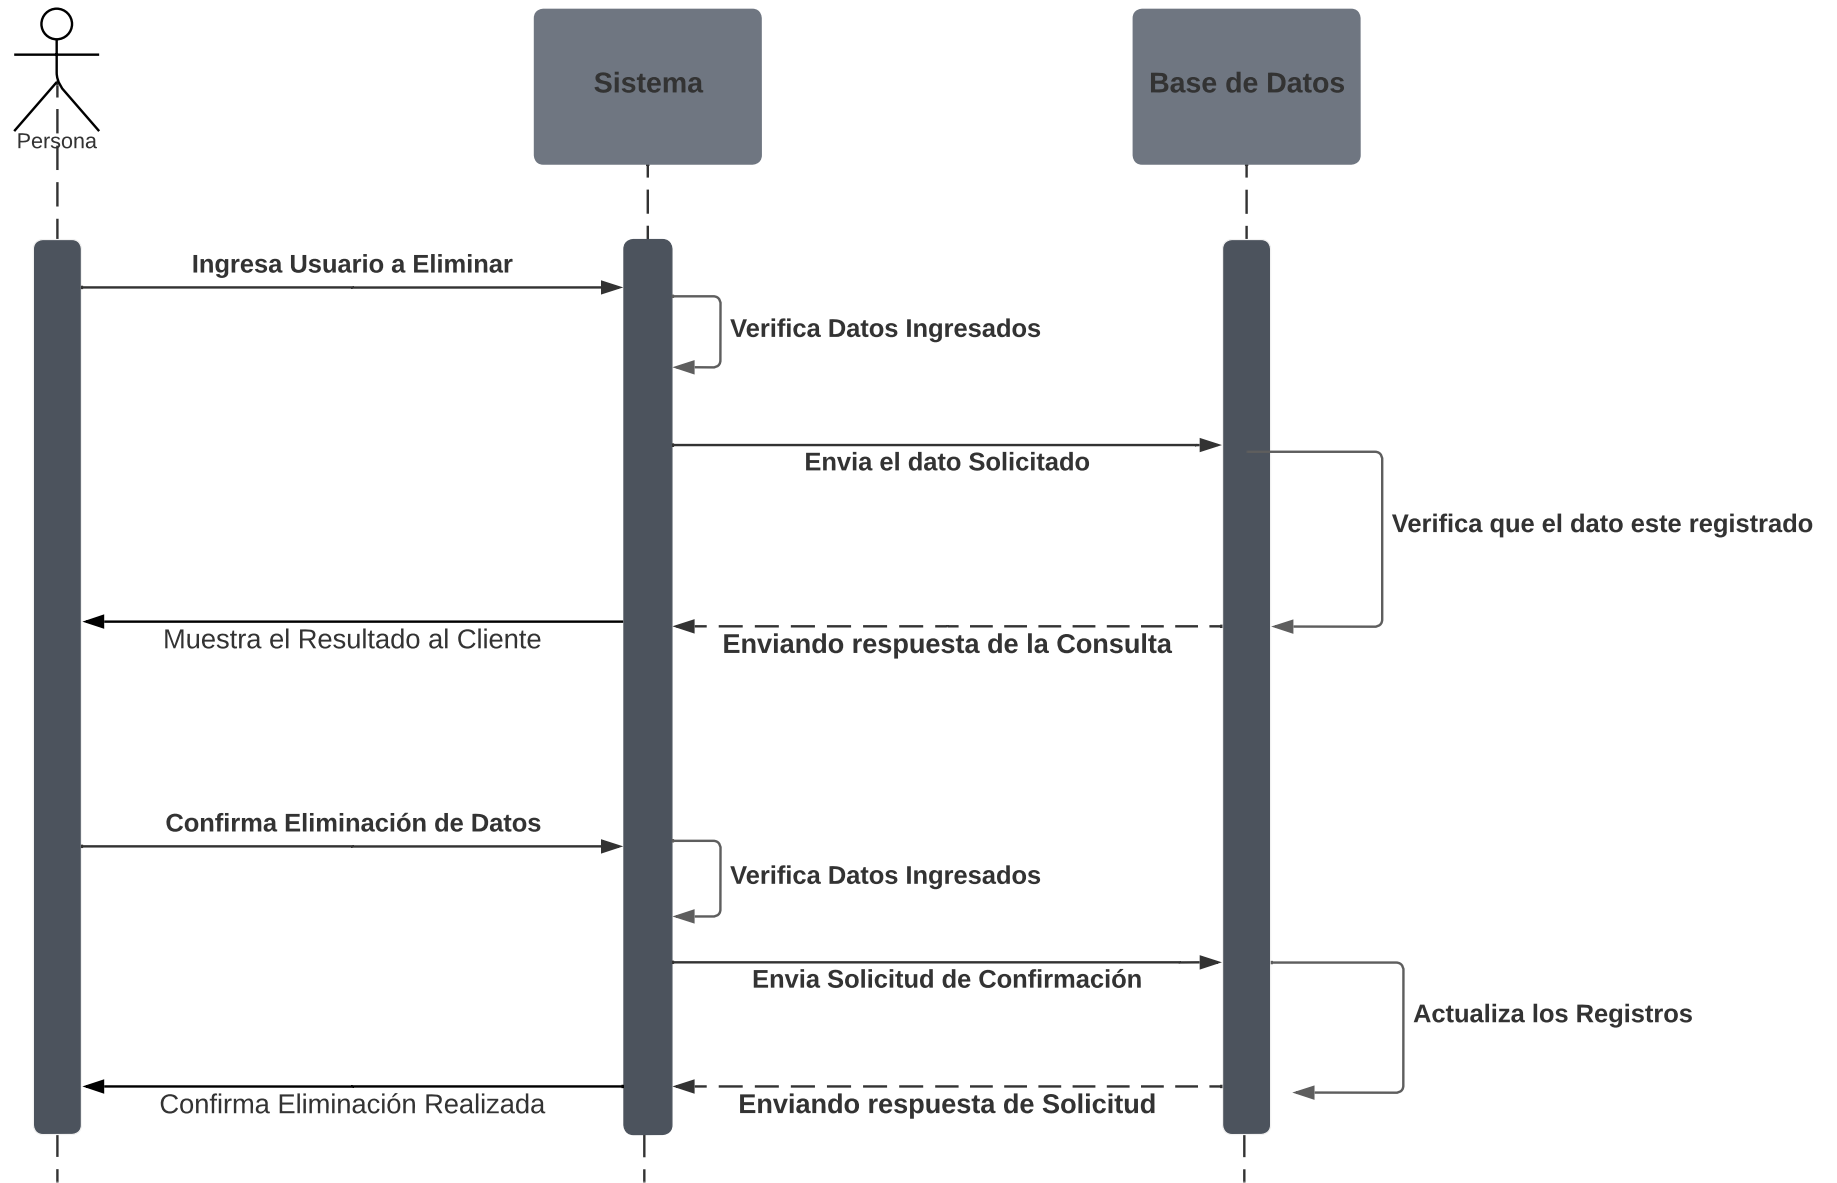 Persona
Sistema
Base de Datos
Ingresa Usuario a Eliminar
Verifica Datos Ingresados
Envia el dato Solicitado
Verifica que el dato este registrado
Muestra el Resultado al Cliente
Enviando respuesta de la Consulta
Confirma Eliminación de Datos
Verifica Datos Ingresados
Envia Solicitud de Confirmación
Actualiza los Registros
Confirma Eliminación Realizada
Enviando respuesta de Solicitud